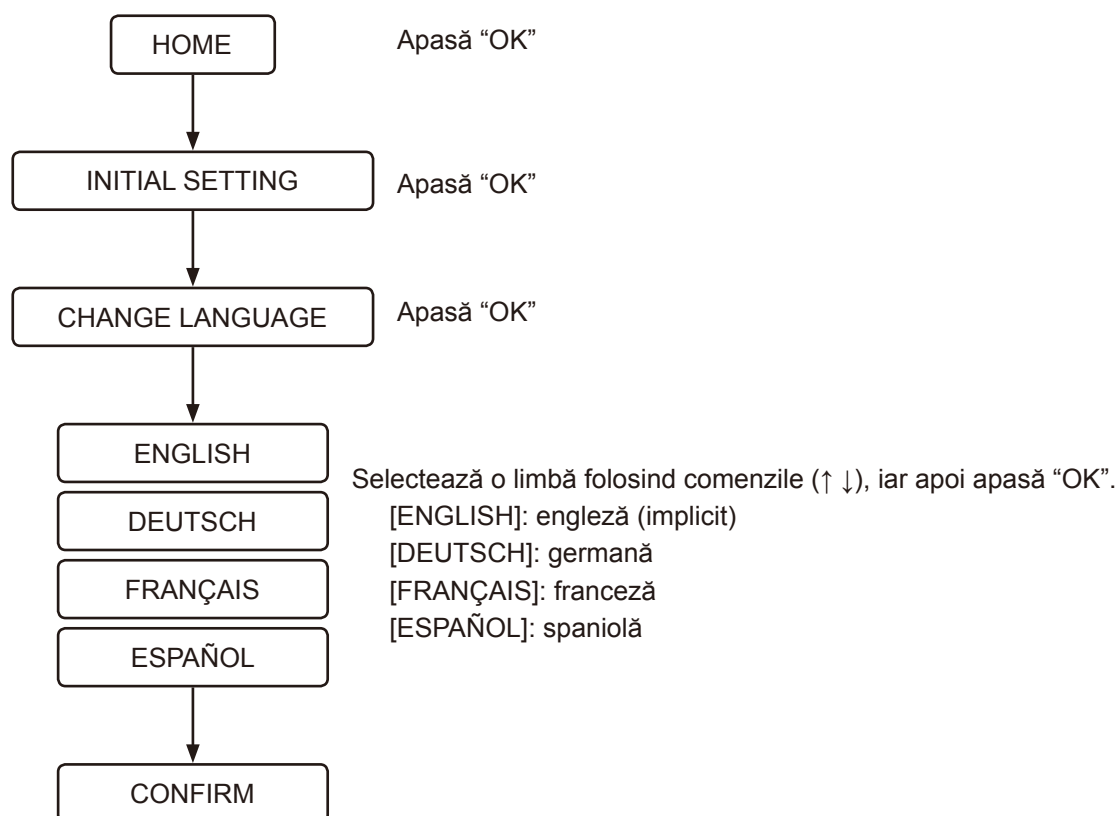 HOME
Apasă “OK”
INITIAL SETTING
Apasă “OK”
CHANGE LANGUAGE
Apasă “OK”
ENGLISH
DEUTSCH
FRANÇAIS
ESPAÑOL
Selectează o limbă folosind comenzile (↑ ↓), iar apoi apasă “OK”.
[ENGLISH]: engleză (implicit)
[DEUTSCH]: germană
[FRANÇAIS]: franceză
[ESPAÑOL]: spaniolă
CONFIRM